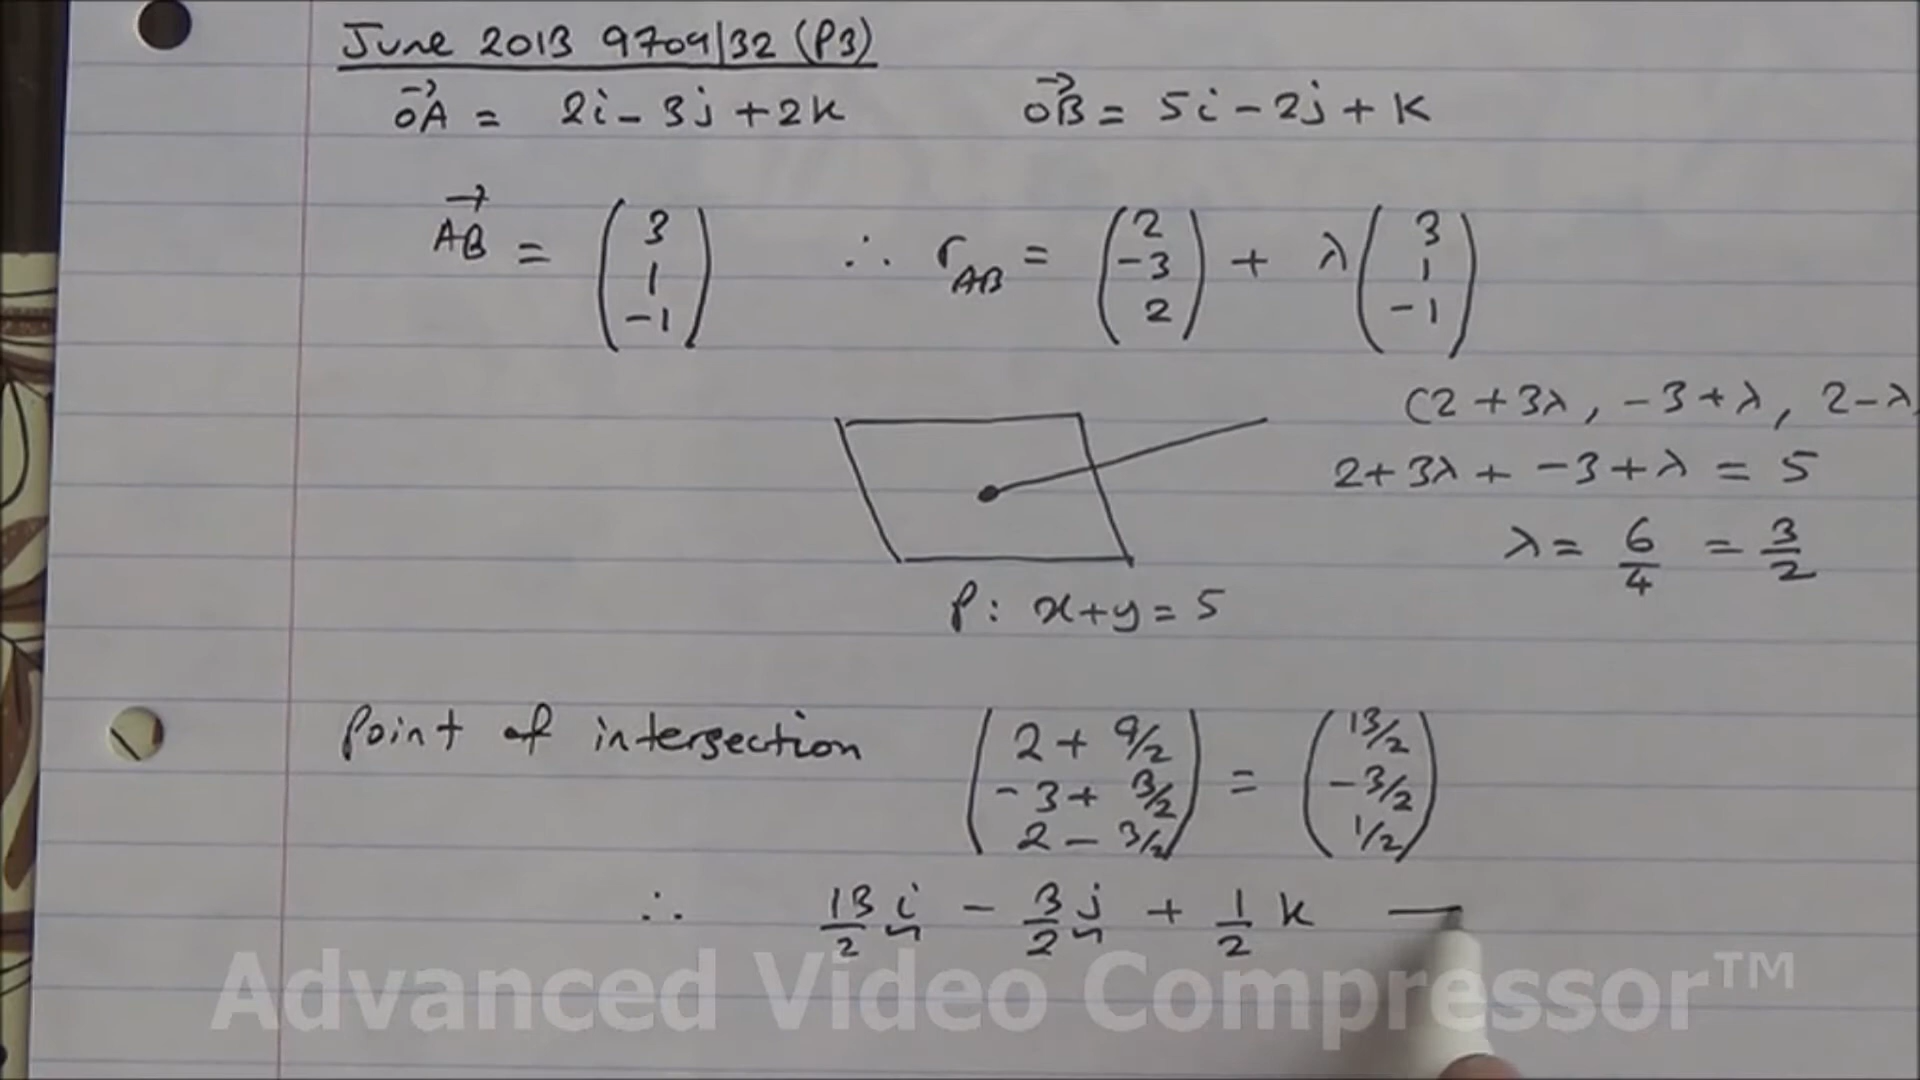 June 2013 9709/32 (P3)
→OA = 2i - 3j + 2k →OB = 5i - 2j + k
→AB = (3 1 -1) ∴ r_AB = (2 -3 2) + λ(3 1 -1)
(2+3λ, -3+λ, 2-λ)
2+3λ + -3+λ = 5
λ = 6/4 = 3/2
P: x+y = 5
Point of intersection (2 + 9/2 -3 + 3/2 2 - 3/2) = (13/2 -3/2 1/2)
∴ 13/2 i - 3/2 j + 1/2 k —
Advanced Video Compressor™